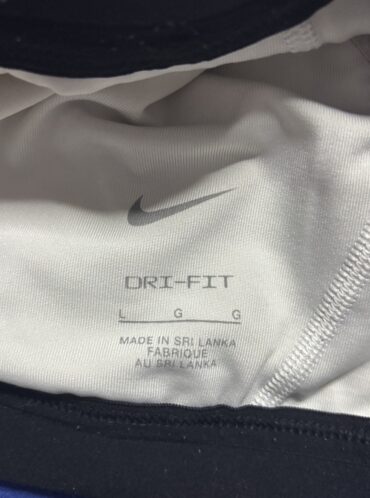 DRI-FIT
L G G
MADE IN SRI LANKA
FABRIQUE
AU SRI LANKA